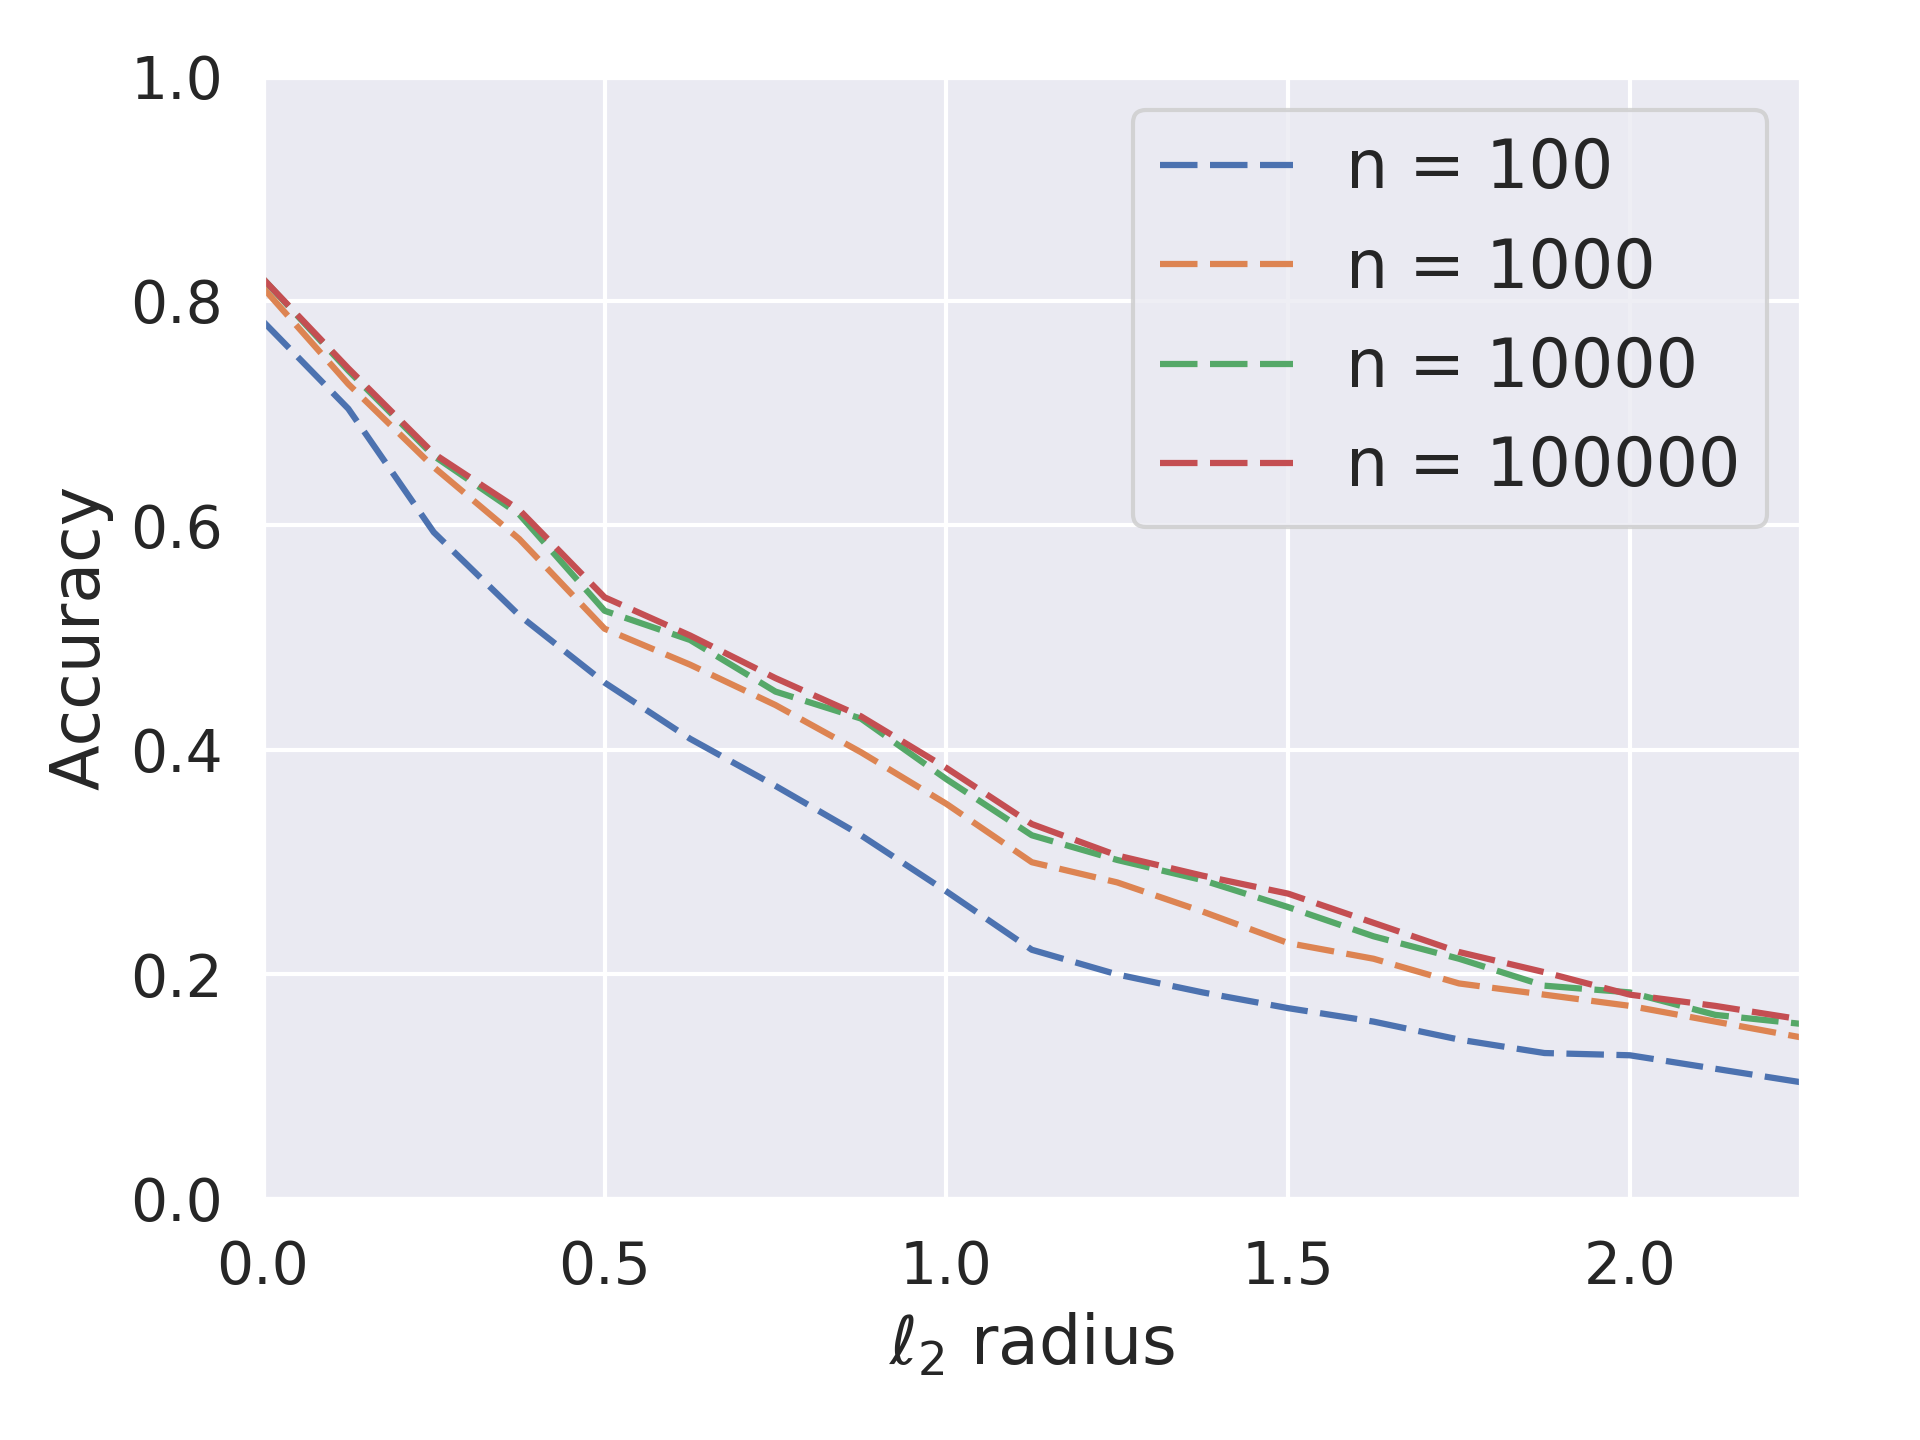 1.0
0.8
0.6
0.4
0.2
0.0
Accuracy
n = 100
n = 1000
n = 10000
n = 100000
0.0 0.5 1.0 1.5 2.0
ℓ₂ radius